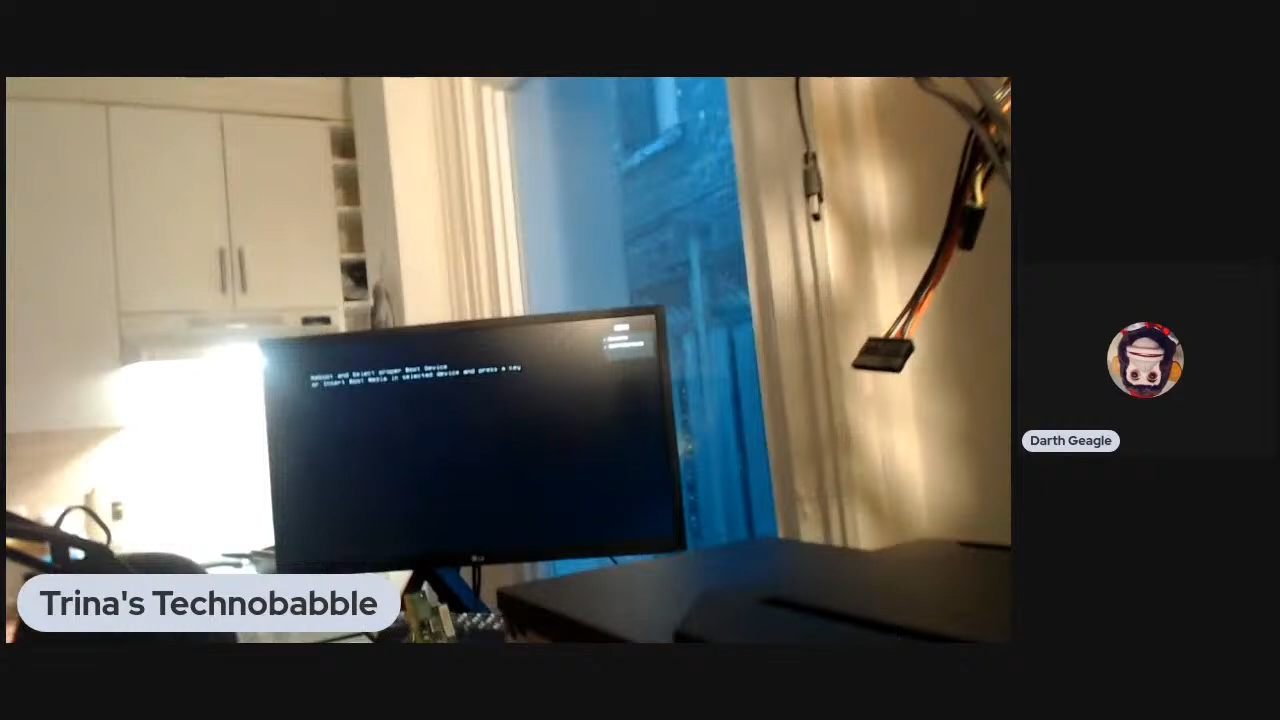 Reboot and Select proper Boot Device
or Insert Boot Media in selected device and press a key
LG
Trina's Technobabble
Darth Geagle